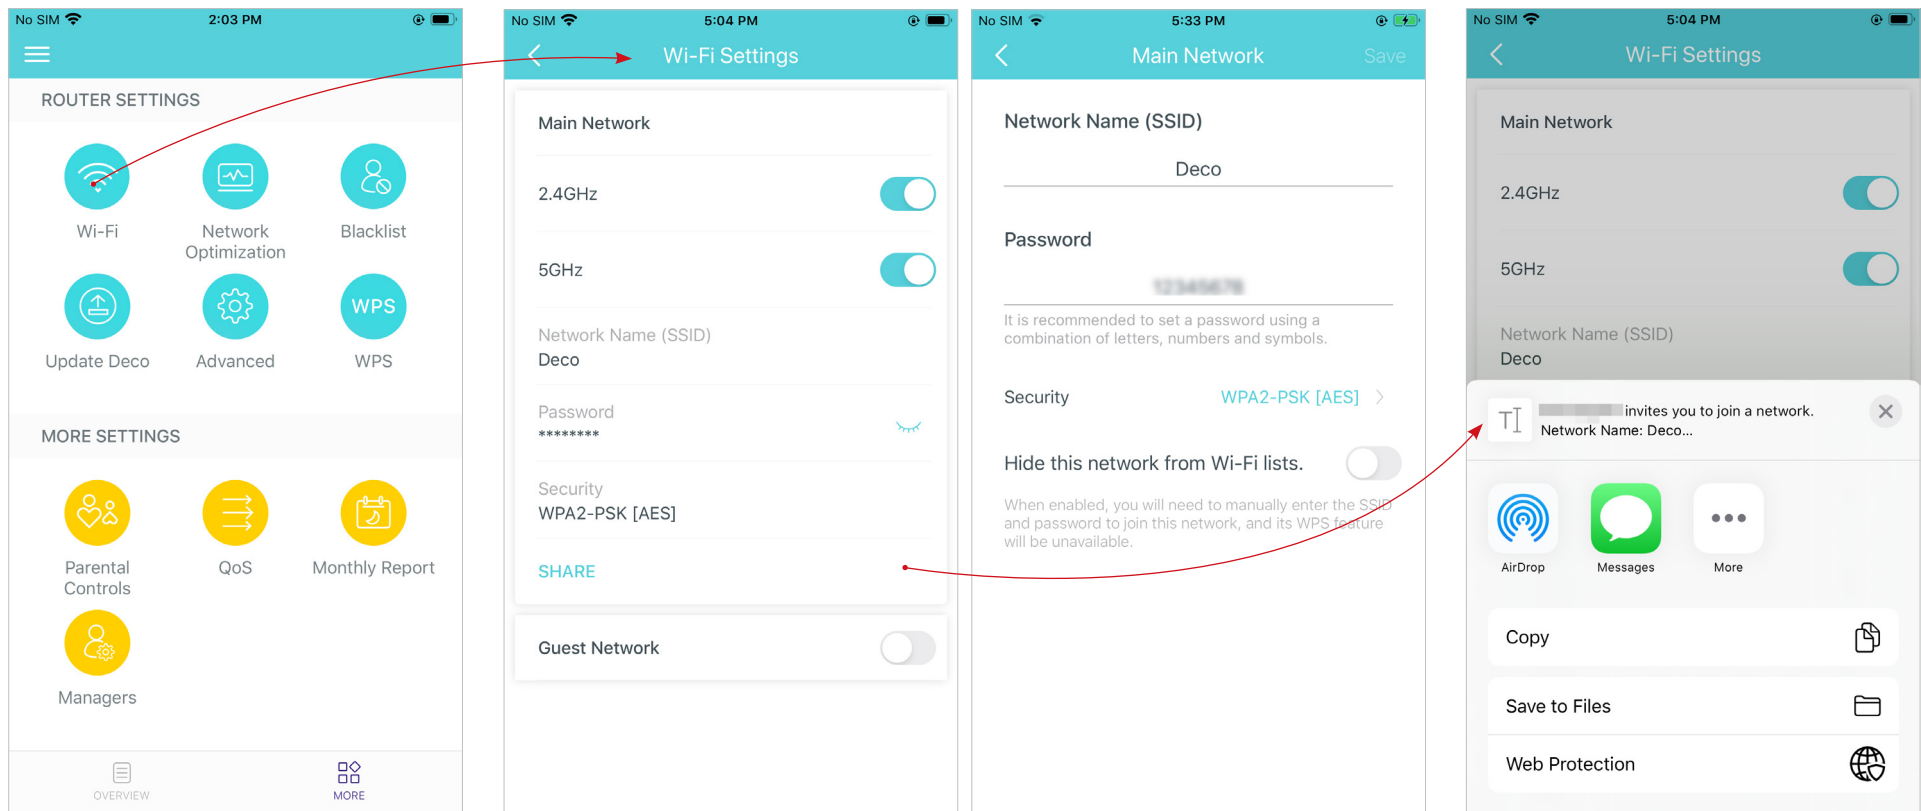 No SIM
2:03 PM
ROUTER SETTINGS
Wi-Fi
Network
Optimization
Blacklist
Update Deco
Advanced
WPS
WPS
MORE SETTINGS
Parental
Controls
QoS
Monthly Report
Managers
OVERVIEW
MORE
No SIM
5:04 PM
Wi-Fi Settings
Main Network
2.4GHz
5GHz
Network Name (SSID)
Deco
Password
********
Security
WPA2-PSK [AES]
SHARE
Guest Network
No SIM
5:33 PM
Main Network
Save
Network Name (SSID)
Deco
Password
12345678
It is recommended to set a password using a
combination of letters, numbers and symbols.
Security
WPA2-PSK [AES]
Hide this network from Wi-Fi lists.
When enabled, you will need to manually enter the SSID
and password to join this network, and its WPS feature
will be unavailable.
No SIM
5:04 PM
Wi-Fi Settings
Main Network
2.4GHz
5GHz
Network Name (SSID)
Deco
invites you to join a network.
Network Name: Deco...
AirDrop
Messages
More
Copy
Save to Files
Web Protection